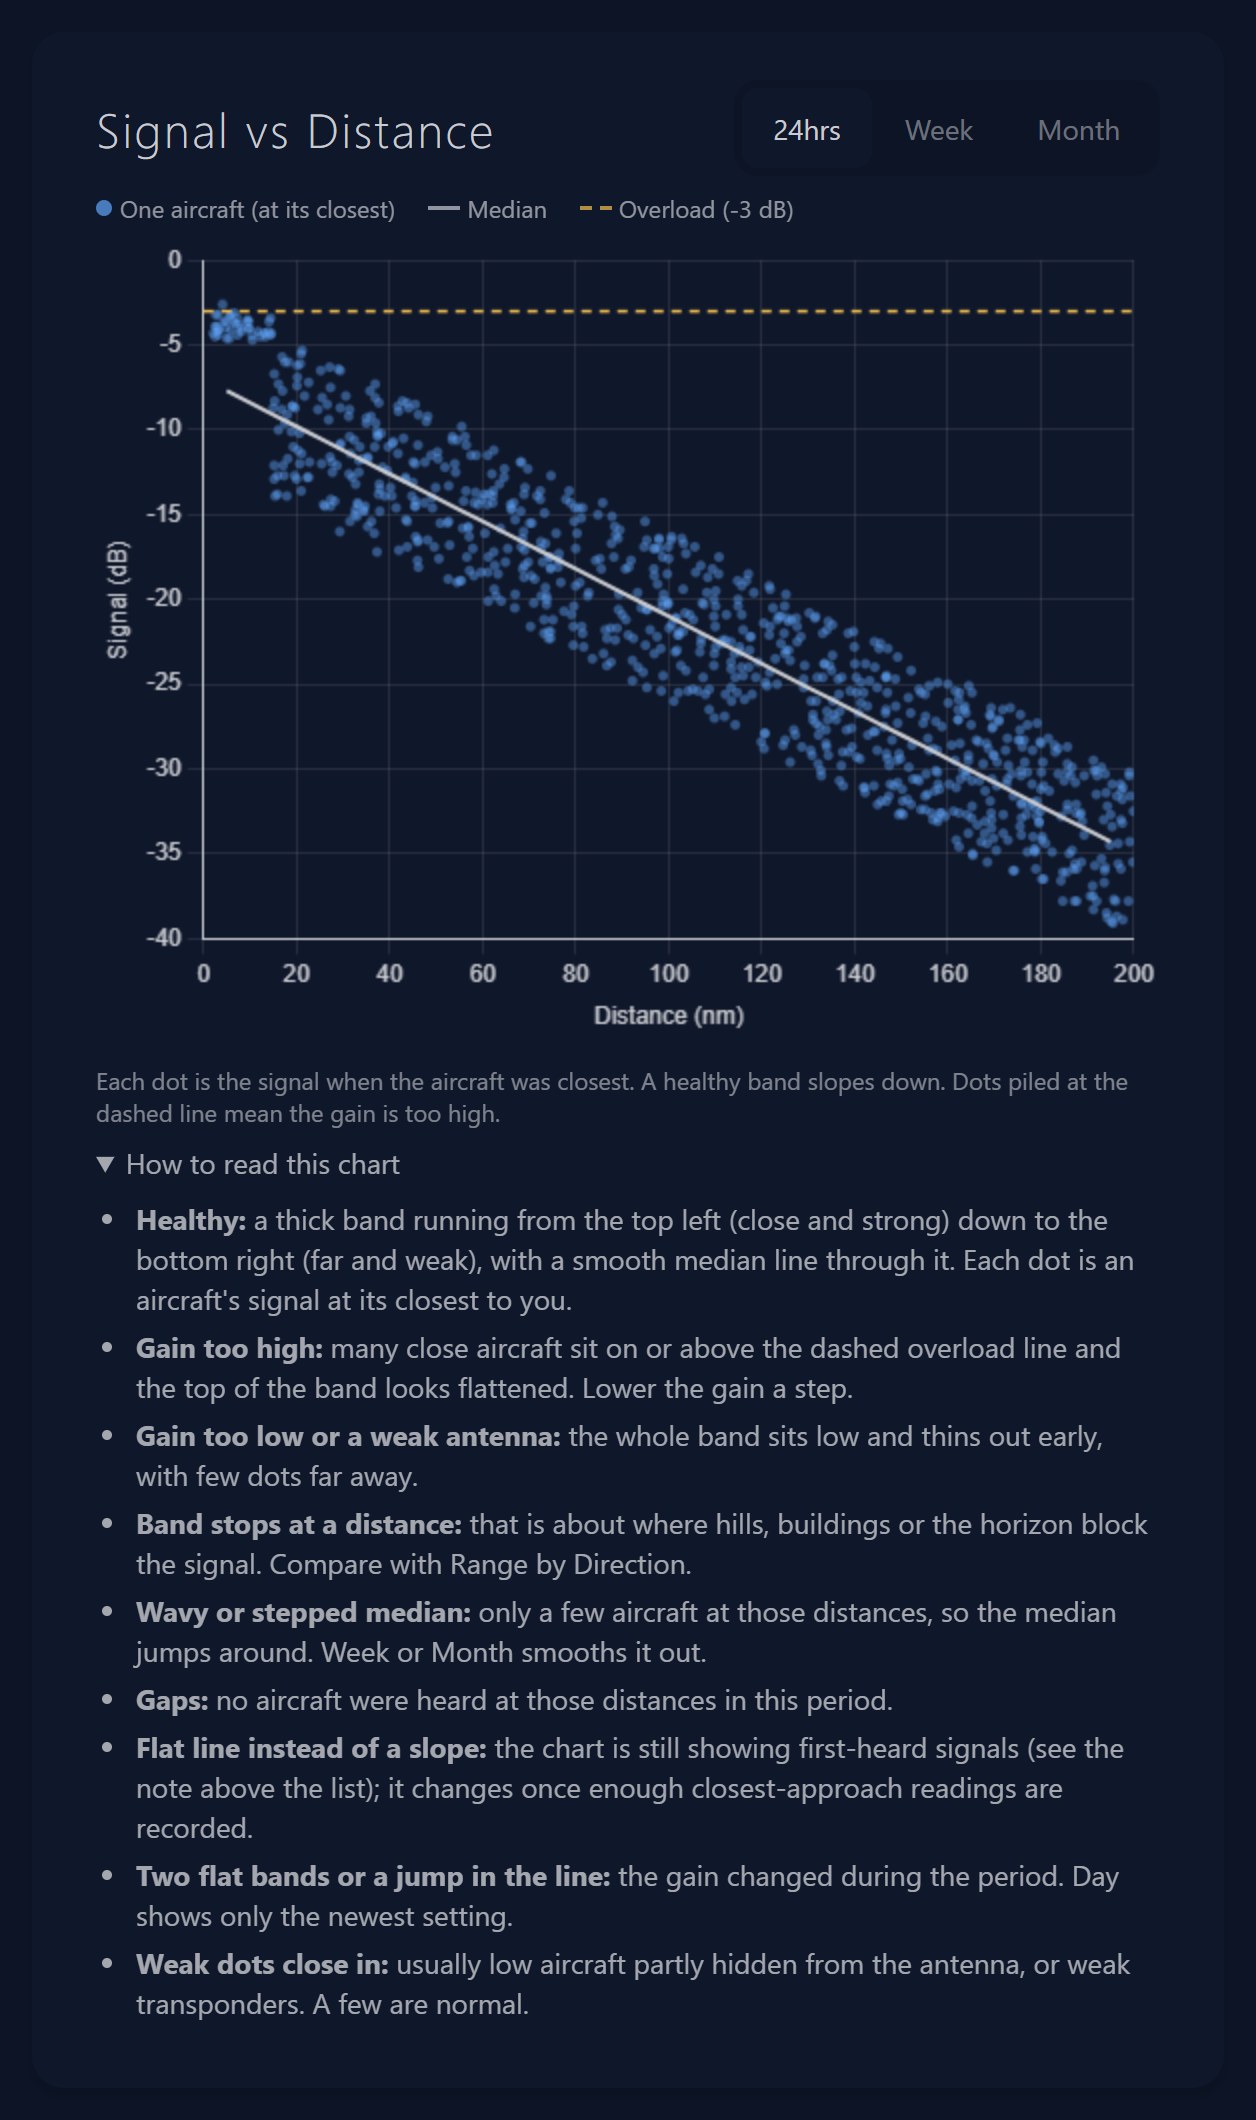 Signal vs Distance
24hrs Week Month
One aircraft (at its closest) Median Overload (-3 dB)
0
-5
-10
-15
-20
-25
-30
-35
-40
Signal (dB)
0 20 40 60 80 100 120 140 160 180 200
Distance (nm)
Each dot is the signal when the aircraft was closest. A healthy band slopes down. Dots piled at the
dashed line mean the gain is too high.
▼ How to read this chart
• Healthy: a thick band running from the top left (close and strong) down to the
bottom right (far and weak), with a smooth median line through it. Each dot is an
aircraft's signal at its closest to you.
• Gain too high: many close aircraft sit on or above the dashed overload line and
the top of the band looks flattened. Lower the gain a step.
• Gain too low or a weak antenna: the whole band sits low and thins out early,
with few dots far away.
• Band stops at a distance: that is about where hills, buildings or the horizon block
the signal. Compare with Range by Direction.
• Wavy or stepped median: only a few aircraft at those distances, so the median
jumps around. Week or Month smooths it out.
• Gaps: no aircraft were heard at those distances in this period.
• Flat line instead of a slope: the chart is still showing first-heard signals (see the
note above the list); it changes once enough closest-approach readings are
recorded.
• Two flat bands or a jump in the line: the gain changed during the period. Day
shows only the newest setting.
• Weak dots close in: usually low aircraft partly hidden from the antenna, or weak
transponders. A few are normal.